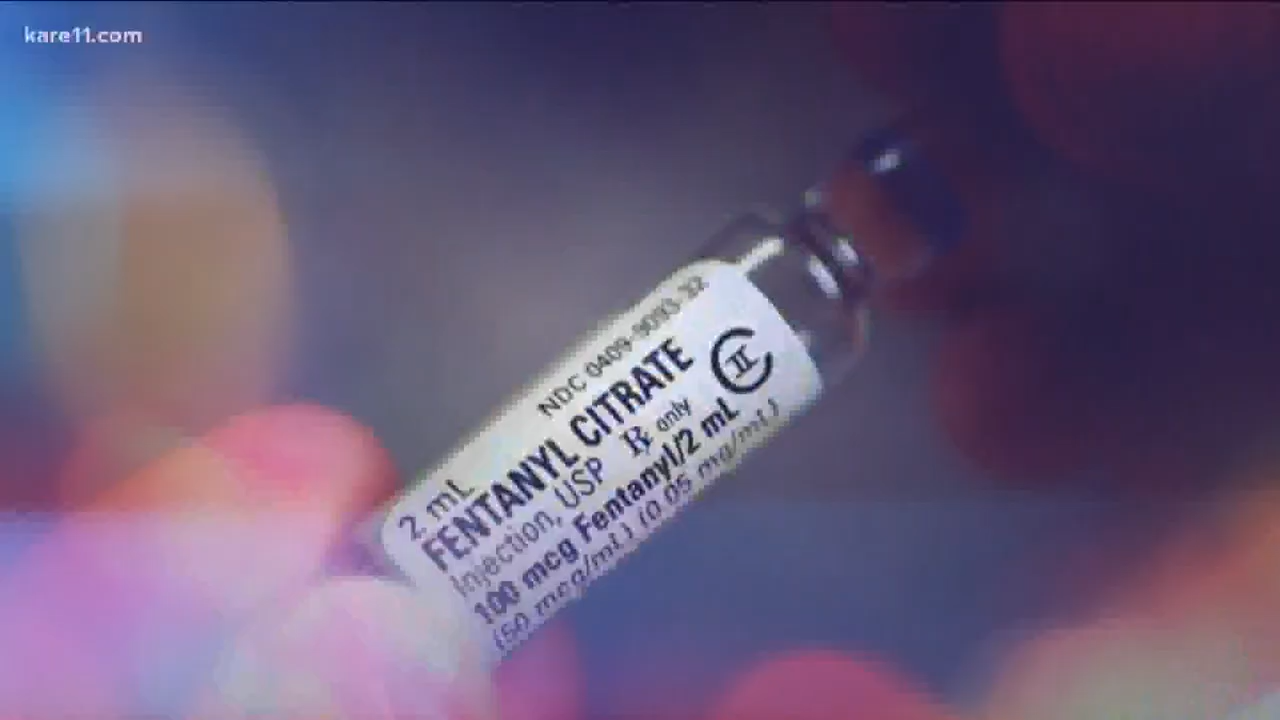 kare11.com
NDC 0409-9093-32
2 mL
FENTANYL CITRATE
CII
Injection, USP Rx only
100 mcg Fentanyl/2 mL
(50 mcg/mL) (0.05 mg/mL)